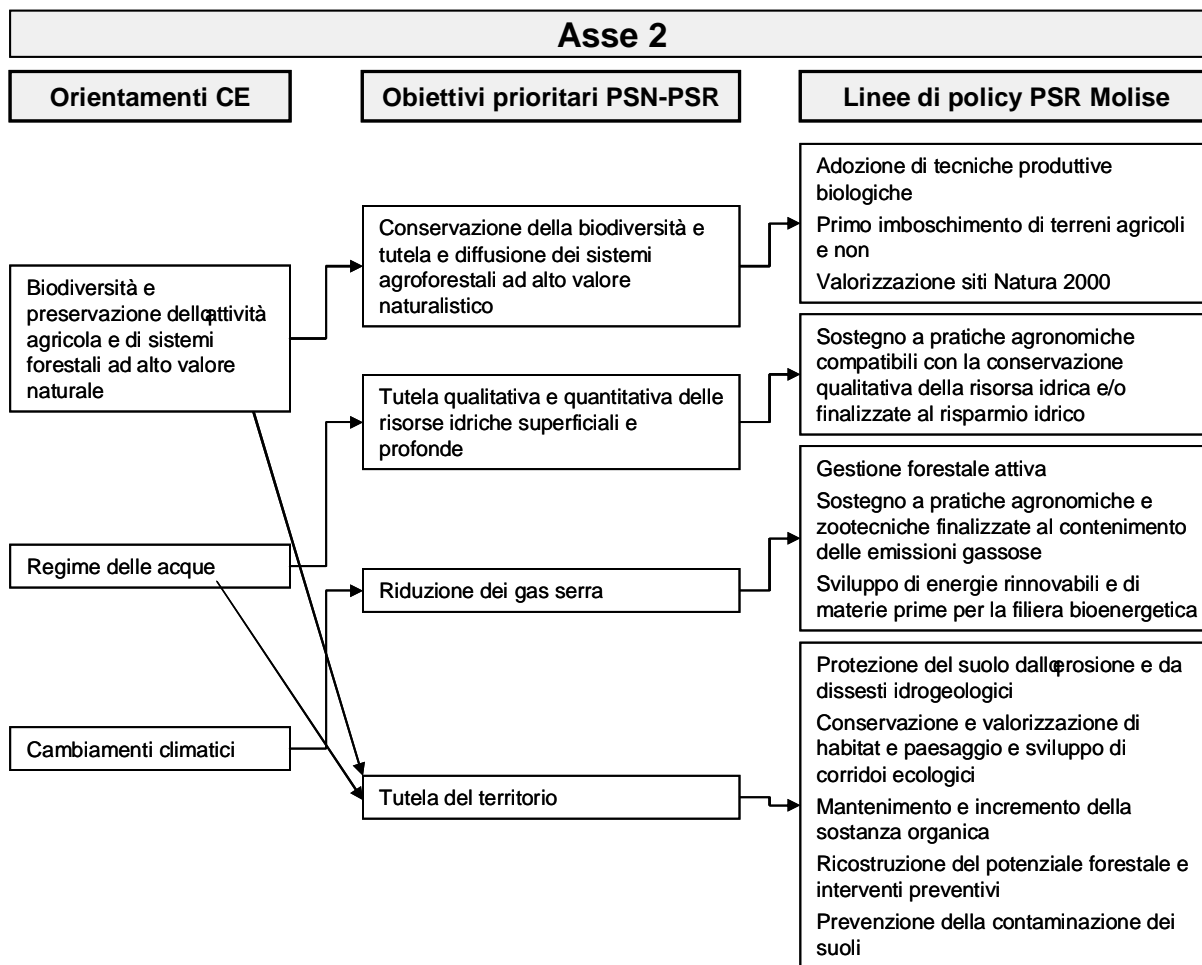 Asse 2
Orientamenti CE
Obiettivi prioritari PSN-PSR
Linee di policy PSR Molise
Biodiversità e
preservazione dellqattività
agricola e di sistemi
forestali ad alto valore
naturale
Regime delle acque
Cambiamenti climatici
Conservazione della biodiversità e
tutela e diffusione dei sistemi
agroforestali ad alto valore
naturalistico
Tutela qualitativa e quantitativa delle
risorse idriche superficiali e
profonde
Riduzione dei gas serra
Tutela del territorio
Adozione di tecniche produttive
biologiche
Primo imboschimento di terreni agricoli
e non
Valorizzazione siti Natura 2000
Sostegno a pratiche agronomiche
compatibili con la conservazione
qualitativa della risorsa idrica e/o
finalizzate al risparmio idrico
Gestione forestale attiva
Sostegno a pratiche agronomiche e
zootecniche finalizzate al contenimento
delle emissioni gassose
Sviluppo di energie rinnovabili e di
materie prime per la filiera bioenergetica
Protezione del suolo dallqerosione e da
dissesti idrogeologici
Conservazione e valorizzazione di
habitat e paesaggio e sviluppo di
corridoi ecologici
Mantenimento e incremento della
sostanza organica
Ricostruzione del potenziale forestale e
interventi preventivi
Prevenzione della contaminazione dei
suoli